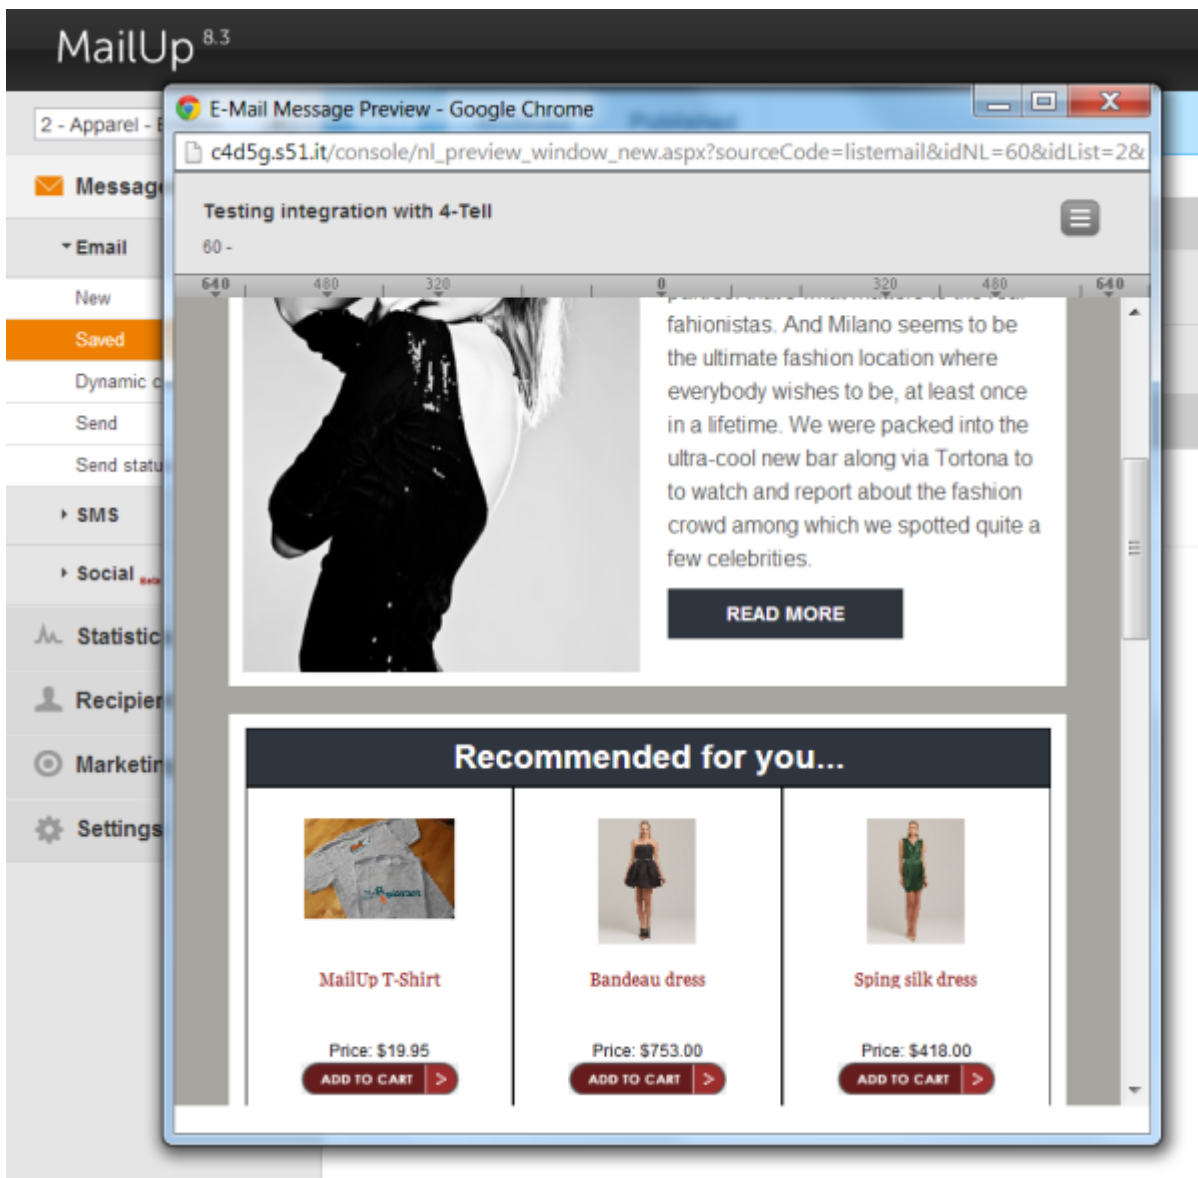 MailUp 8.3
E-Mail Message Preview - Google Chrome
2 - Apparel -
Published
c4d5g.s51.it/console/nl_preview_window_new.aspx?sourceCode=listemail&idNL=60&idList=2&
Message
Testing integration with 4-Tell
60 -
Email
640 480 320 0 320 480 640
New
fahionistas. And Milano seems to be
Saved
the ultimate fashion location where
Dynamic
everybody wishes to be, at least once
Send
in a lifetime. We were packed into the
Send statu
ultra-cool new bar along via Tortona to
to watch and report about the fashion
SMS
crowd among which we spotted quite a
few celebrities.
Social Beta
READ MORE
Statistic
Recipien
Marketin
Settings
Recommended for you...
MailUp T-Shirt
Bandeau dress
Sping silk dress
Price: $19.95
Price: $753.00
Price: $418.00
ADD TO CART >
ADD TO CART >
ADD TO CART >